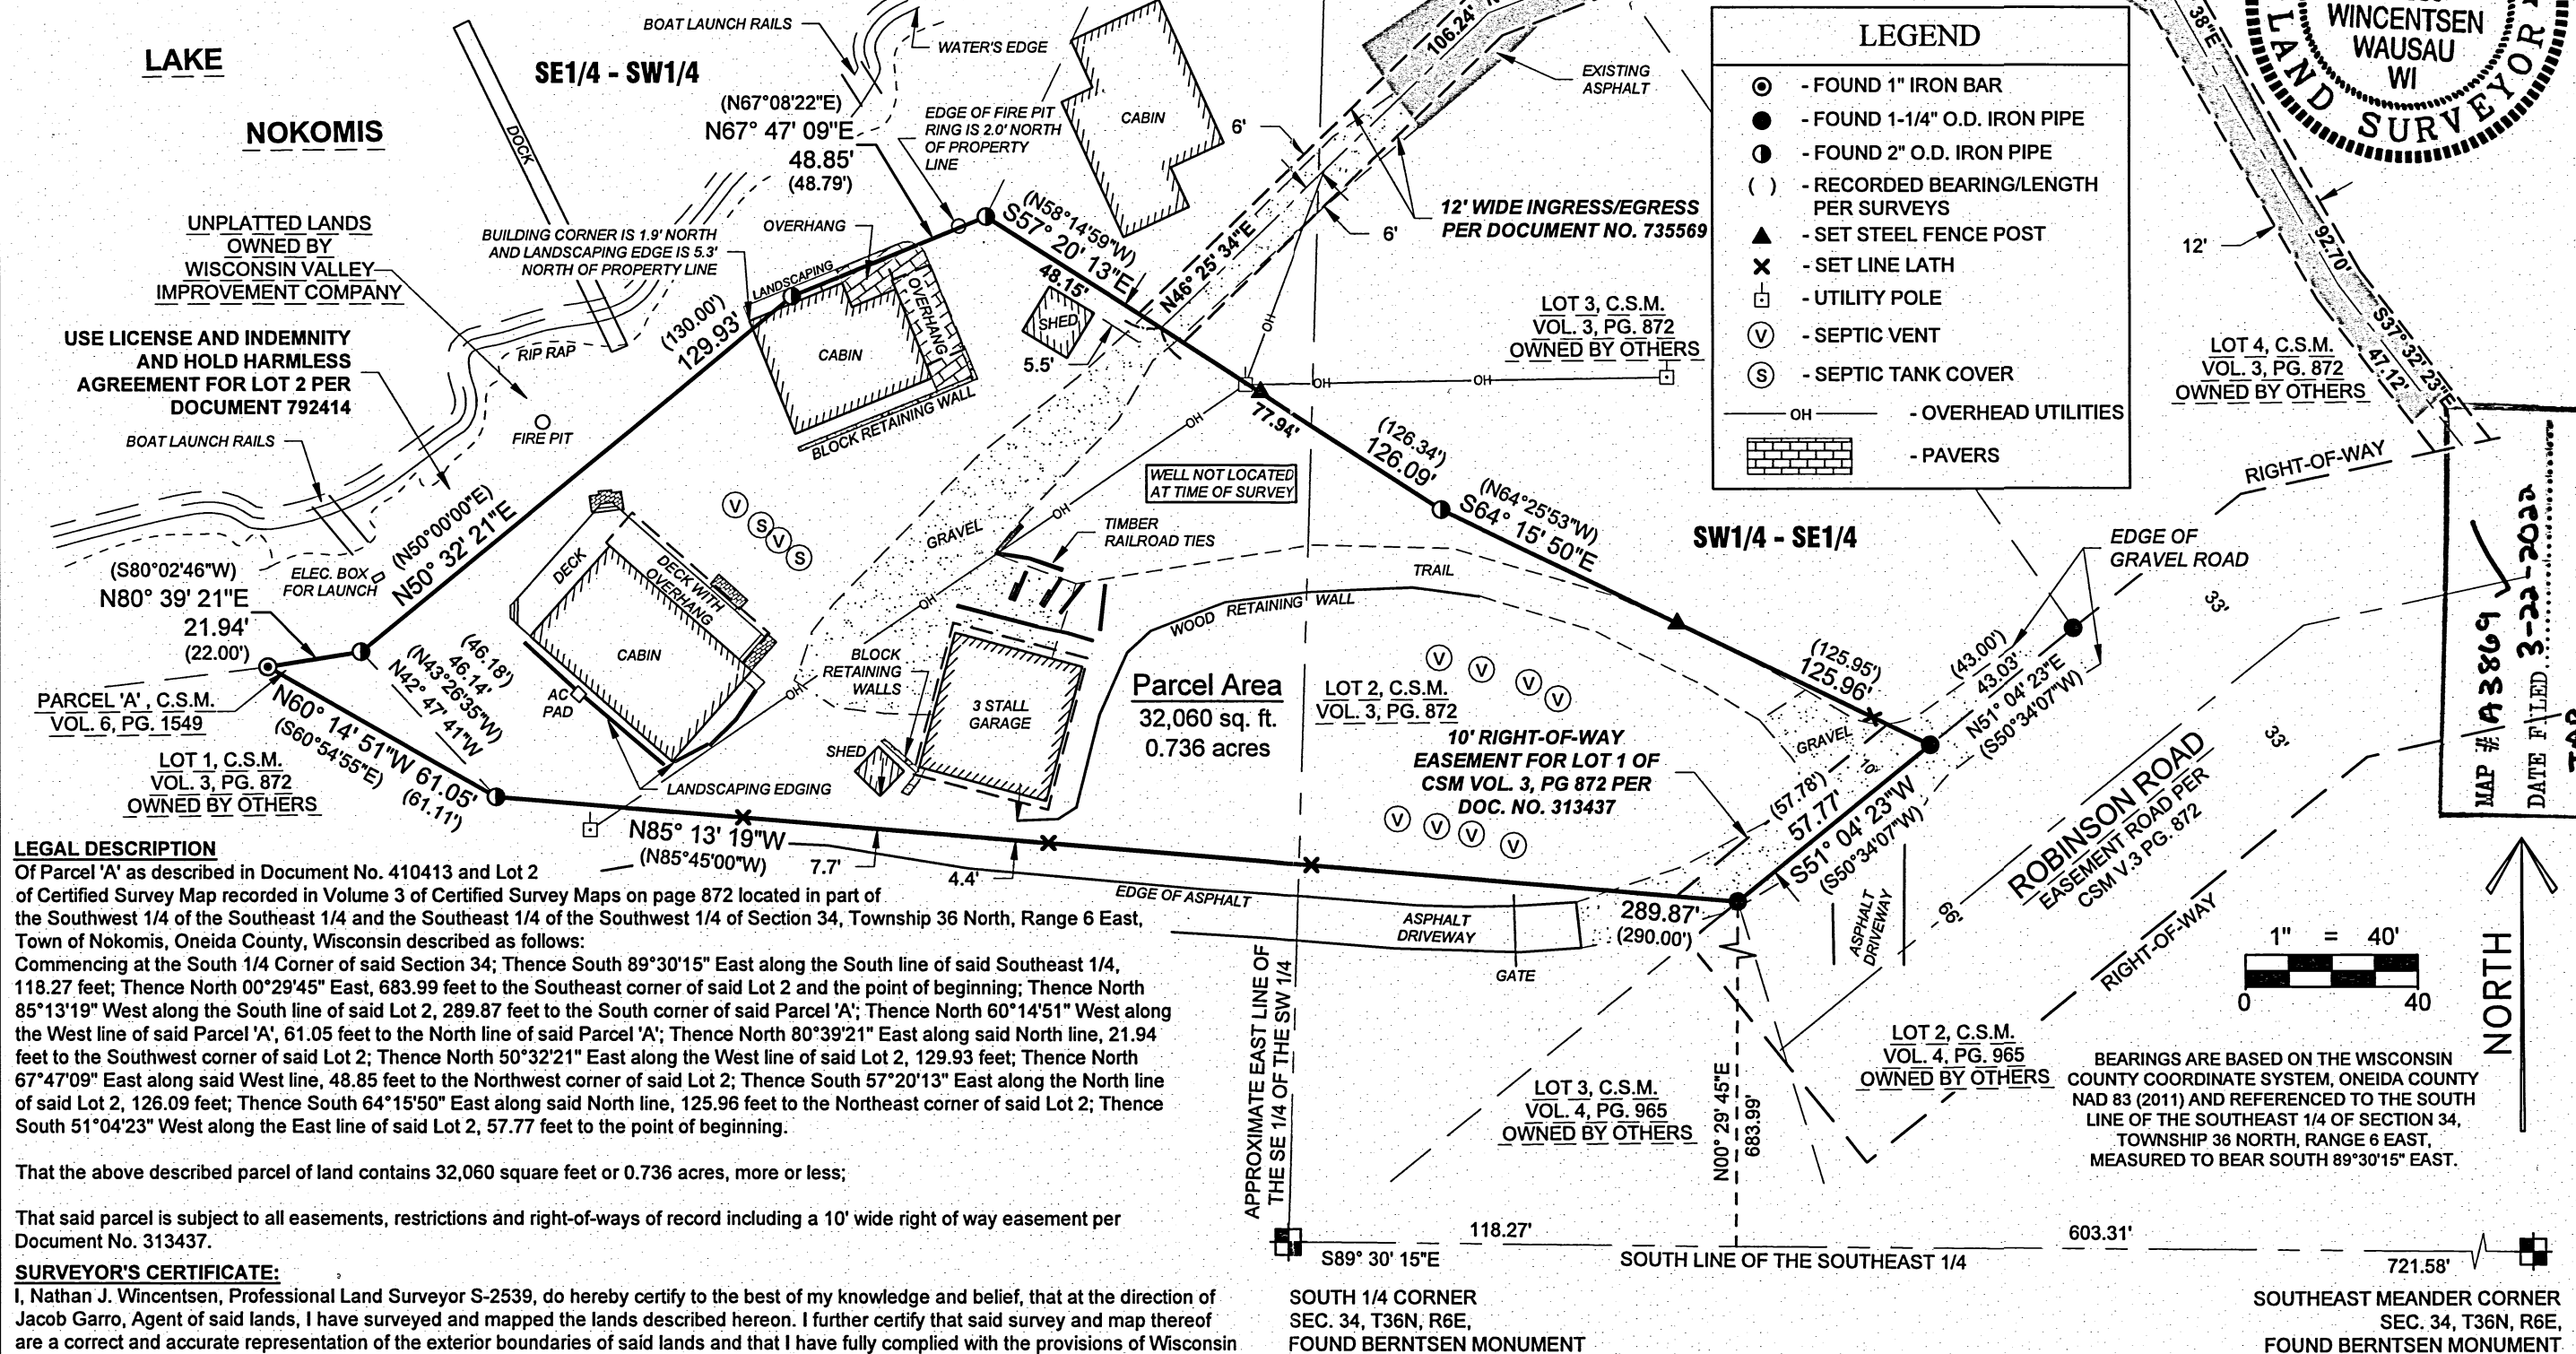 LAKE
NOKOMIS
BOAT LAUNCH RAILS
WATER'S EDGE
SE1/4 - SW1/4
DOCK
(N67°08'22"E)
N67° 47' 09"E
48.85'
(48.79')
EDGE OF FIRE PIT
RING IS 2.0' NORTH
OF PROPERTY
LINE
CABIN
106.24'
EXISTING
ASPHALT
6'
6'
12' WIDE INGRESS/EGRESS
PER DOCUMENT NO. 735569
UNPLATTED LANDS
OWNED BY
WISCONSIN VALLEY
IMPROVEMENT COMPANY
BUILDING CORNER IS 1.9' NORTH
AND LANDSCAPING EDGE IS 5.3'
NORTH OF PROPERTY LINE
OVERHANG
LANDSCAPING
OVERHANG
CABIN
BLOCK RETAINING WALL
(N58°14'59"W)
S57° 20' 13"E
48.15'
N46° 25' 34"E
SHED
5.5'
OH
OH
OH
OH
OH
OH
OH
77.94'
(126.34')
126.09'
LOT 3, C.S.M.
VOL. 3, PG. 872
OWNED BY OTHERS
USE LICENSE AND INDEMNITY
AND HOLD HARMLESS
AGREEMENT FOR LOT 2 PER
DOCUMENT 792414
BOAT LAUNCH RAILS
RIP RAP
FIRE PIT
(130.00')
129.93'
(N50°00'00"E)
N50° 32' 21"E
ELEC. BOX
FOR LAUNCH
(S80°02'46"W)
N80° 39' 21"E
21.94'
(22.00')
PARCEL 'A', C.S.M.
VOL. 6, PG. 1549
LOT 1, C.S.M.
VOL. 3, PG. 872
OWNED BY OTHERS
(46.18')
46.14'
(N43°26'35"W)
N42° 47' 41"W
N60° 14' 51"W 61.05'
(S60°54'55"E) (61.11')
V
S
V
S
DECK
DECK WITH
OVERHANG
CABIN
AC
PAD
LANDSCAPING EDGING
GRAVEL
WELL NOT LOCATED
AT TIME OF SURVEY
TIMBER
RAILROAD TIES
BLOCK
RETAINING
WALLS
3 STALL
GARAGE
SHED
WOOD RETAINING WALL
TRAIL
Parcel Area
32,060 sq. ft.
0.736 acres
LOT 2, C.S.M.
VOL. 3, PG. 872
V
V
V
V
10' RIGHT-OF-WAY
EASEMENT FOR LOT 1 OF
CSM VOL. 3, PG 872 PER
DOC. NO. 313437
V
V
V
V
(N64°25'53"W)
S64° 15' 50"E
(125.95')
125.96'
SW1/4 - SE1/4
GRAVEL
10'
(57.78')
57.77'
S51° 04' 23"W
(S50°34'07"W)
(43.00')
43.03'
N51° 04' 23"E
(S50°34'07"W)
EDGE OF
GRAVEL ROAD
33'
33'
66'
ROBINSON ROAD
EASEMENT ROAD PER
CSM V.3 PG. 872
RIGHT-OF-WAY
RIGHT-OF-WAY
ASPHALT
DRIVEWAY
N85° 13' 19"W
(N85°45'00"W)
7.7'
4.4'
EDGE OF ASPHALT
ASPHALT
DRIVEWAY
GATE
289.87'
(290.00')
LEGEND
- FOUND 1" IRON BAR
- FOUND 1-1/4" O.D. IRON PIPE
- FOUND 2" O.D. IRON PIPE
( ) - RECORDED BEARING/LENGTH
PER SURVEYS
- SET STEEL FENCE POST
- SET LINE LATH
- UTILITY POLE
V - SEPTIC VENT
S - SEPTIC TANK COVER
OH - OVERHEAD UTILITIES
- PAVERS
38"E
12'
92.70'
S37° 32' 23"E
47.12'
LOT 4, C.S.M.
VOL. 3, PG. 872
OWNED BY OTHERS
WINCENTSEN
WAUSAU
WI
LAND SURVEYOR
MAP # A3869
DATE FILED 3-22-2022
LEGAL DESCRIPTION
Of Parcel 'A' as described in Document No. 410413 and Lot 2
of Certified Survey Map recorded in Volume 3 of Certified Survey Maps on page 872 located in part of
the Southwest 1/4 of the Southeast 1/4 and the Southeast 1/4 of the Southwest 1/4 of Section 34, Township 36 North, Range 6 East,
Town of Nokomis, Oneida County, Wisconsin described as follows:
Commencing at the South 1/4 Corner of said Section 34; Thence South 89°30'15" East along the South line of said Southeast 1/4,
118.27 feet; Thence North 00°29'45" East, 683.99 feet to the Southeast corner of said Lot 2 and the point of beginning; Thence North
85°13'19" West along the South line of said Lot 2, 289.87 feet to the South corner of said Parcel 'A'; Thence North 60°14'51" West along
the West line of said Parcel 'A', 61.05 feet to the North line of said Parcel 'A'; Thence North 80°39'21" East along said North line, 21.94
feet to the Southwest corner of said Lot 2; Thence North 50°32'21" East along the West line of said Lot 2, 129.93 feet; Thence North
67°47'09" East along said West line, 48.85 feet to the Northwest corner of said Lot 2; Thence South 57°20'13" East along the North line
of said Lot 2, 126.09 feet; Thence South 64°15'50" East along said North line, 125.96 feet to the Northeast corner of said Lot 2; Thence
South 51°04'23" West along the East line of said Lot 2, 57.77 feet to the point of beginning.
That the above described parcel of land contains 32,060 square feet or 0.736 acres, more or less;
That said parcel is subject to all easements, restrictions and right-of-ways of record including a 10' wide right of way easement per
Document No. 313437.
SURVEYOR'S CERTIFICATE:
I, Nathan J. Wincentsen, Professional Land Surveyor S-2539, do hereby certify to the best of my knowledge and belief, that at the direction of
Jacob Garro, Agent of said lands, I have surveyed and mapped the lands described hereon. I further certify that said survey and map thereof
are a correct and accurate representation of the exterior boundaries of said lands and that I have fully complied with the provisions of Wisconsin
APPROXIMATE EAST LINE OF
THE SE 1/4 OF THE SW 1/4
N00° 29' 45"E
683.99'
LOT 3, C.S.M.
VOL. 4, PG. 965
OWNED BY OTHERS
LOT 2, C.S.M.
VOL. 4, PG. 965
OWNED BY OTHERS
1" = 40'
0 40
NORTH
BEARINGS ARE BASED ON THE WISCONSIN
COUNTY COORDINATE SYSTEM, ONEIDA COUNTY
NAD 83 (2011) AND REFERENCED TO THE SOUTH
LINE OF THE SOUTHEAST 1/4 OF SECTION 34,
TOWNSHIP 36 NORTH, RANGE 6 EAST,
MEASURED TO BEAR SOUTH 89°30'15" EAST.
118.27'
603.31'
S89° 30' 15"E
SOUTH LINE OF THE SOUTHEAST 1/4
721.58'
SOUTH 1/4 CORNER
SEC. 34, T36N, R6E,
FOUND BERNTSEN MONUMENT
SOUTHEAST MEANDER CORNER
SEC. 34, T36N, R6E,
FOUND BERNTSEN MONUMENT